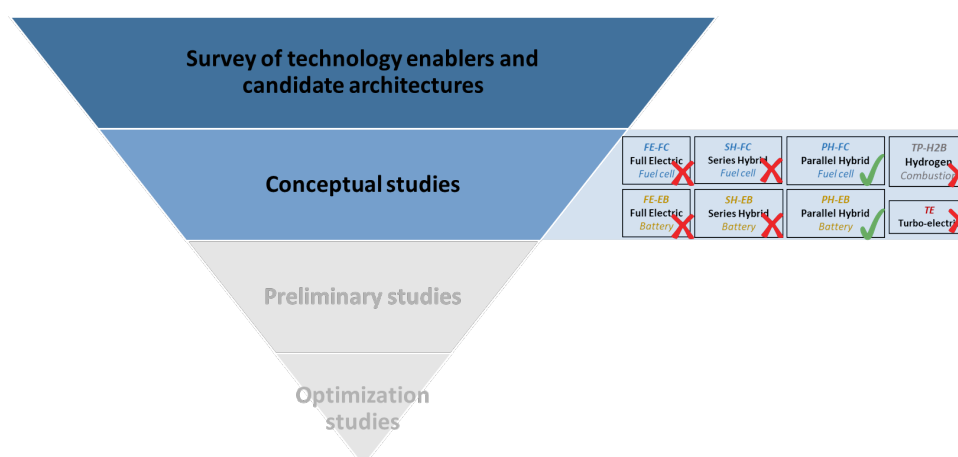 Survey of technology enablers and
candidate architectures
Conceptual studies
Preliminary studies
Optimization
studies
FE-FC
Full Electric
Fuel cell
SH-FC
Series Hybrid
Fuel cell
PH-FC
Parallel Hybrid
Fuel cell
TP-H2B
Hydrogen
Combustion
FE-EB
Full Electric
Battery
SH-EB
Series Hybrid
Battery
PH-EB
Parallel Hybrid
Battery
TE
Turbo-electric